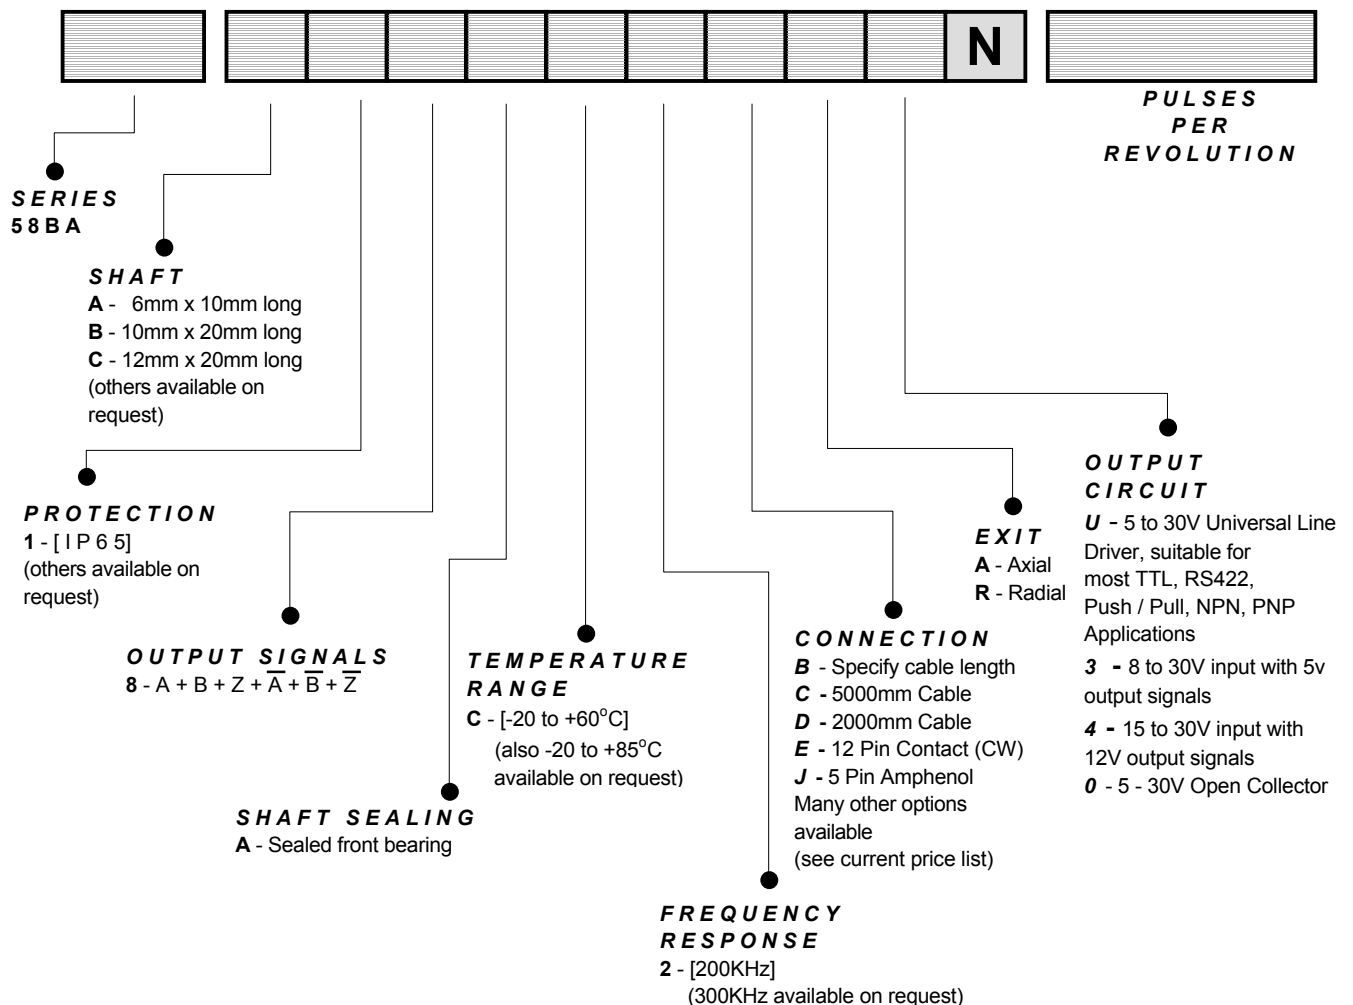 N
PULSES
PER
REVOLUTION
SERIES
58BA
SHAFT
A - 6mm x 10mm long
B - 10mm x 20mm long
C - 12mm x 20mm long
(others available on
request)
PROTECTION
1 - [IP65]
(others available on
request)
OUTPUT SIGNALS
8 - A + B + Z + A̅ + B̅ + Z̅
SHAFT SEALING
A - Sealed front bearing
TEMPERATURE
RANGE
C - [-20 to +60°C]
(also -20 to +85°C
available on request)
FREQUENCY
RESPONSE
2 - [200KHz]
(300KHz available on request)
CONNECTION
B - Specify cable length
C - 5000mm Cable
D - 2000mm Cable
E - 12 Pin Contact (CW)
J - 5 Pin Amphenol
Many other options
available
(see current price list)
EXIT
A - Axial
R - Radial
OUTPUT
CIRCUIT
U - 5 to 30V Universal Line
Driver, suitable for
most TTL, RS422,
Push / Pull, NPN, PNP
Applications
3 - 8 to 30V input with 5v
output signals
4 - 15 to 30V input with
12V output signals
0 - 5 - 30V Open Collector